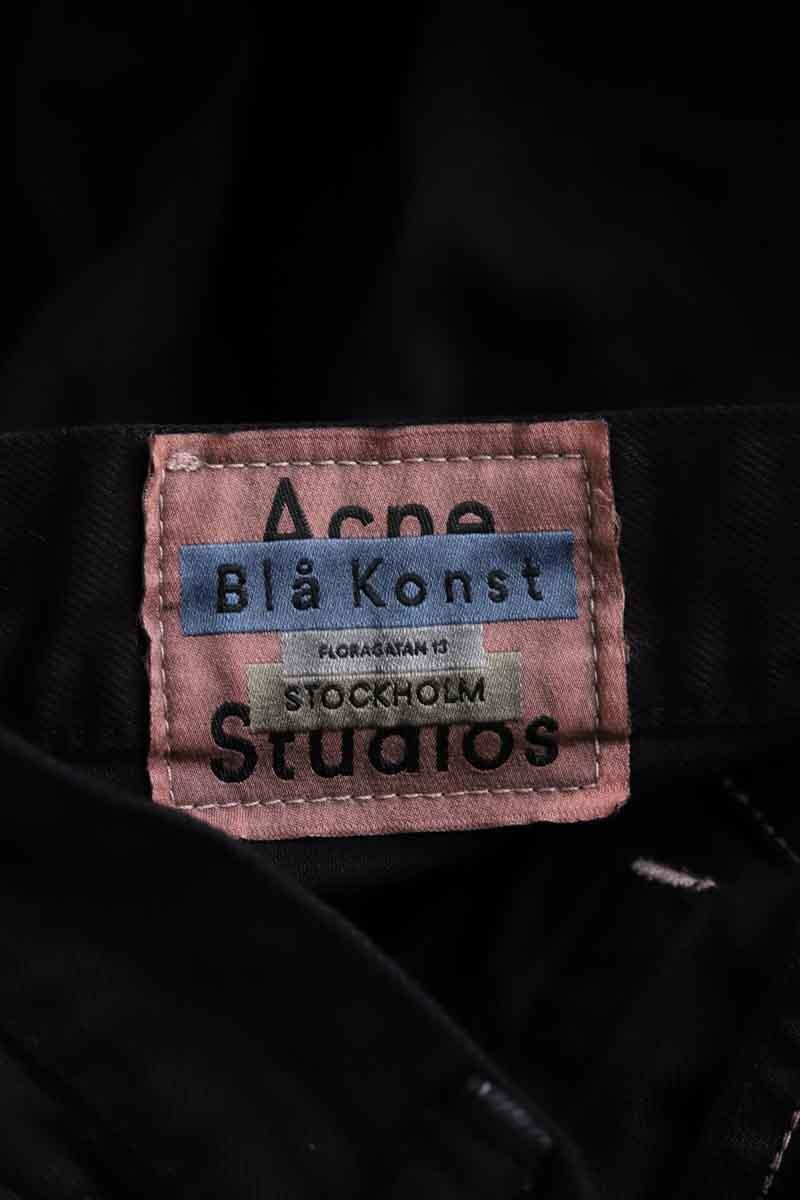 Acne
Blå Konst
FLORAGATAN 13
STOCKHOLM
Studios